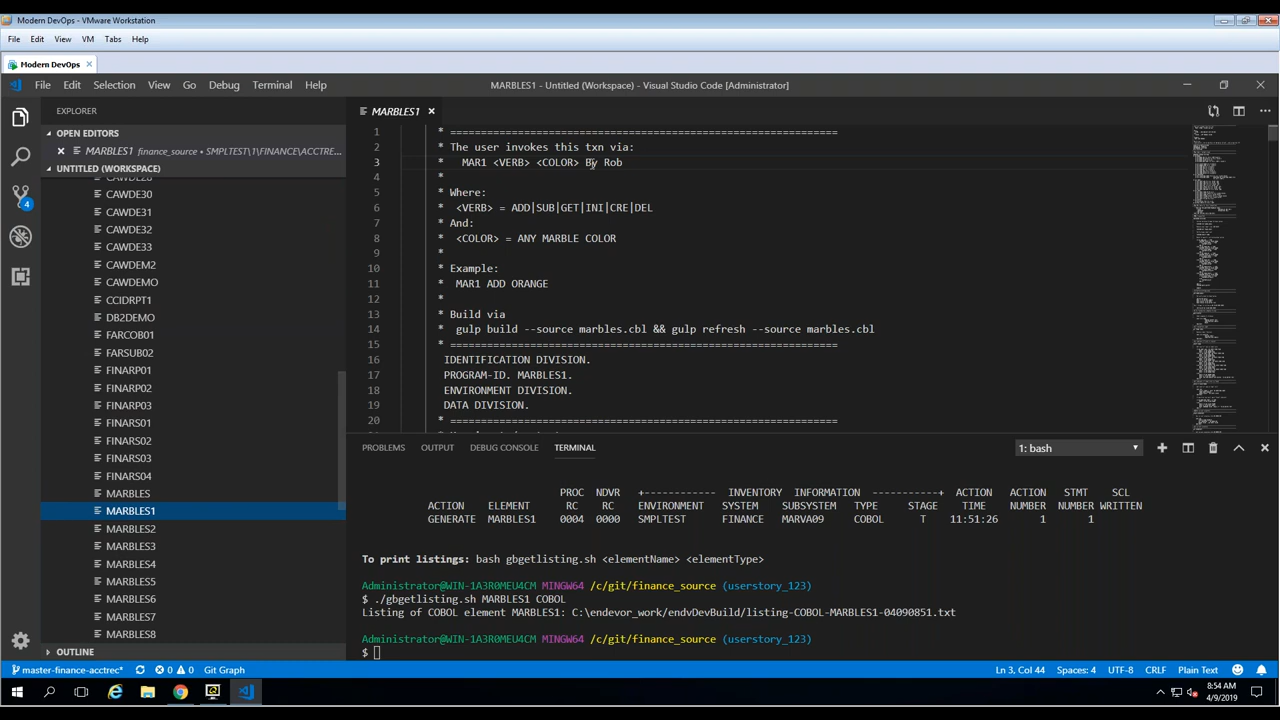 Modern DevOps - VMware Workstation
File Edit View VM Tabs Help
Modern DevOps
File Edit Selection View Go Debug Terminal Help
MARBLES1 - Untitled (Workspace) - Visual Studio Code [Administrator]
EXPLORER
OPEN EDITORS
MARBLES1 finance_source • SMPLTEST\1\FINANCE\ACCTRE...
UNTITLED (WORKSPACE)
CAWDE28
CAWDE30
CAWDE31
CAWDE32
CAWDE33
CAWDEM2
CAWDEMO
CCIDRPT1
DB2DEMO
FARCOB01
FARSUB02
FINARP01
FINARP02
FINARP03
FINARS01
FINARS02
FINARS03
FINARS04
MARBLES
MARBLES1
MARBLES2
MARBLES3
MARBLES4
MARBLES5
MARBLES6
MARBLES7
MARBLES8
OUTLINE
4
MARBLES1
1 * ===============================================================
2 * The user invokes this txn via:
3 * MAR1 <VERB> <COLOR> By Rob
4 *
5 * Where:
6 * <VERB> = ADD|SUB|GET|INI|CRE|DEL
7 * And:
8 * <COLOR> = ANY MARBLE COLOR
9 *
10 * Example:
11 * MAR1 ADD ORANGE
12 *
13 * Build via
14 * gulp build --source marbles.cbl && gulp refresh --source marbles.cbl
15 * ===============================================================
16 IDENTIFICATION DIVISION.
17 PROGRAM-ID. MARBLES1.
18 ENVIRONMENT DIVISION.
19 DATA DIVISION.
20 * ===============================================================
PROBLEMS OUTPUT DEBUG CONSOLE TERMINAL 1: bash
PROC NDVR +------------ INVENTORY INFORMATION -----------+ ACTION ACTION STMT SCL
ACTION ELEMENT RC RC ENVIRONMENT SYSTEM SUBSYSTEM TYPE STAGE TIME NUMBER NUMBER WRITTEN
GENERATE MARBLES1 0004 0000 SMPLTEST FINANCE MARVA09 COBOL T 11:51:26 1 1
To print listings: bash gbgetlisting.sh <elementName> <elementType>
Administrator@WIN-1A3R0MEU4CM MINGW64 /c/git/finance_source (userstory_123)
$ ./gbgetlisting.sh MARBLES1 COBOL
Listing of COBOL element MARBLES1: C:\endevor_work/endvDevBuild/listing-COBOL-MARBLES1-04090851.txt
Administrator@WIN-1A3R0MEU4CM MINGW64 /c/git/finance_source (userstory_123)
$
master-finance-acctrec* 0 0 Git Graph Ln 3, Col 44 Spaces: 4 UTF-8 CRLF Plain Text
8:54 AM
4/9/2019